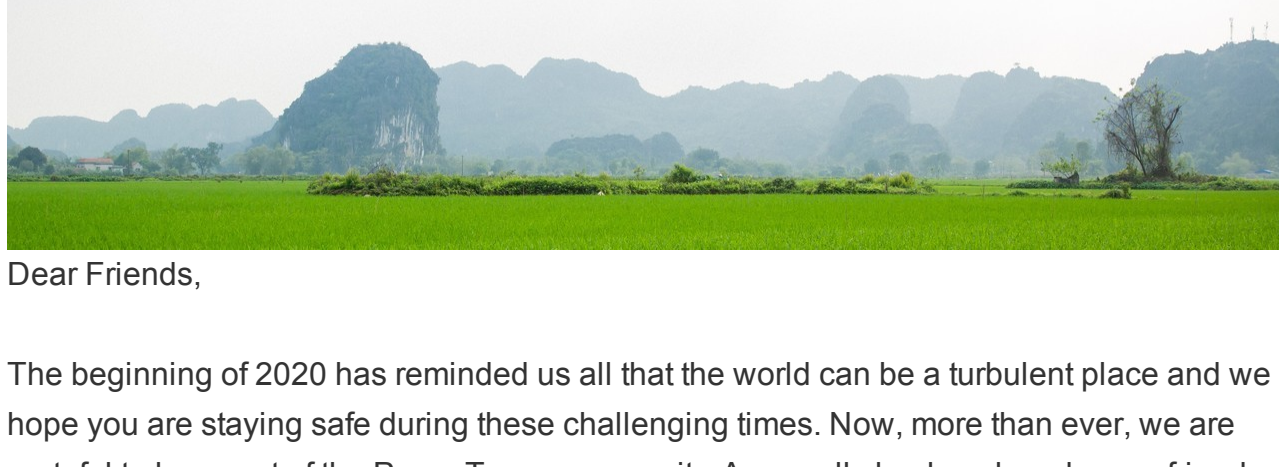 Dear Friends,
The beginning of 2020 has reminded us all that the world can be a turbulent place and we
hope you are staying safe during these challenging times. Now, more than ever, we are